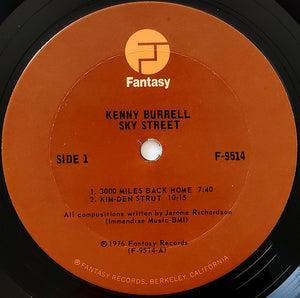 Fantasy
KENNY BURRELL
SKY STREET
SIDE 1
F-9514
1. 3000 MILES BACK HOME 7:40
2. KIM-DEN STRUT 10:15
All compositions written by Jerome Richardson
(Immendise Music-BMI)
℗1976 Fantasy Records
(F-9514-A)
© FANTASY RECORDS, BERKELEY, CALIFORNIA